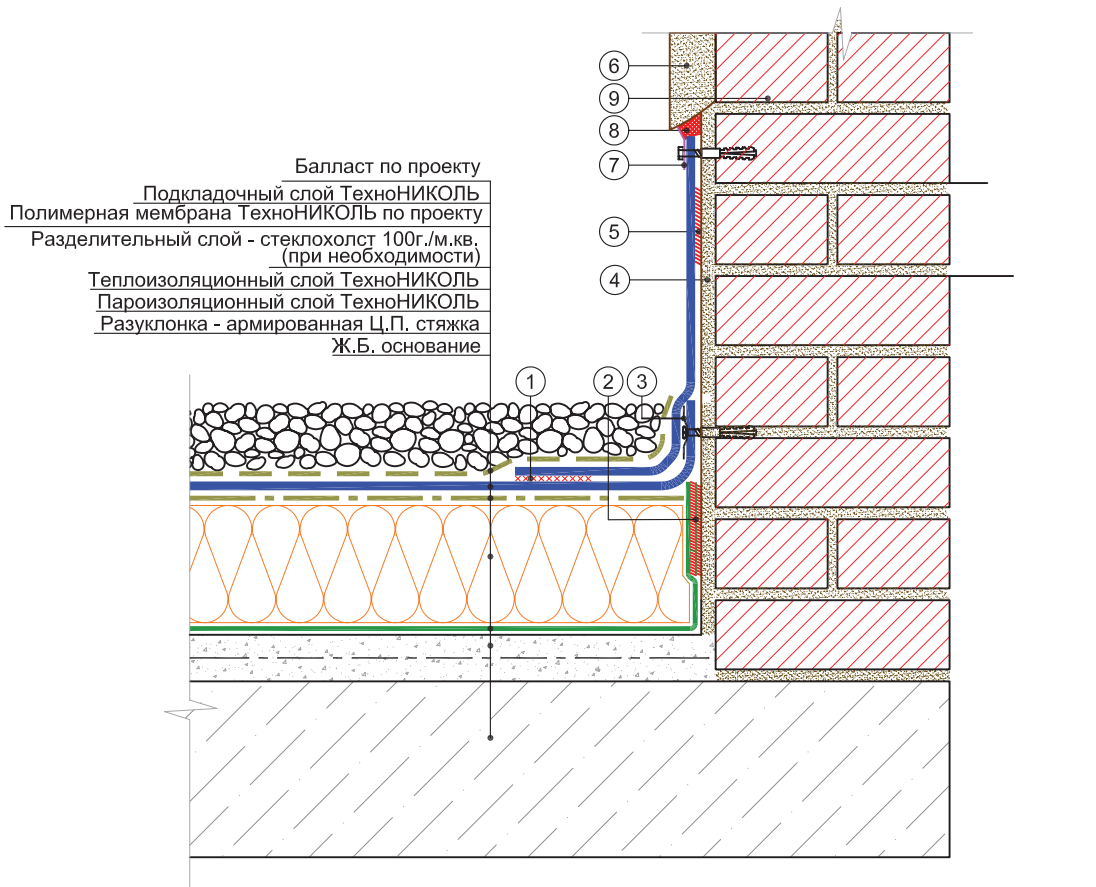 6
9
8
7
Балласт по проекту
Подкладочный слой ТехноНИКОЛЬ
Полимерная мембрана ТехноНИКОЛЬ по проекту
Разделительный слой - стеклохолст 100г./м.кв.
(при необходимости)
5
Теплоизоляционный слой ТехноНИКОЛЬ
4
Пароизоляционный слой ТехноНИКОЛЬ
Разуклонка - армированная Ц.П. стяжка
Ж.Б. основание
1 2 3